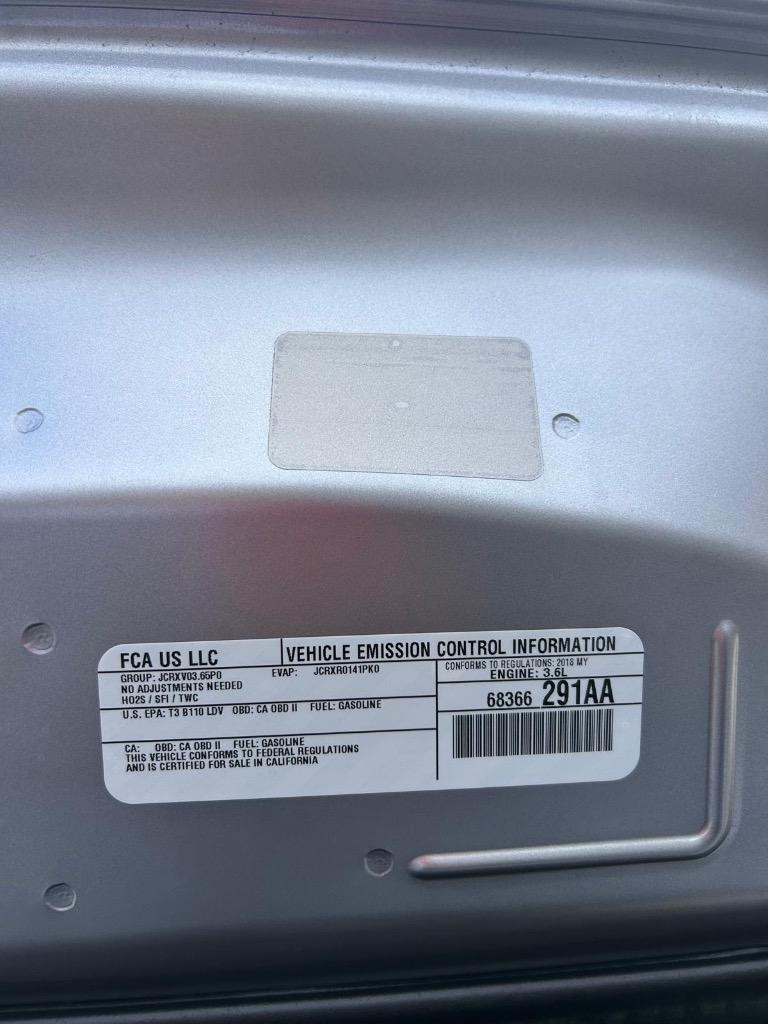 FCA US LLC
VEHICLE EMISSION CONTROL INFORMATION
GROUP: JCRXV03.65P0 EVAP: JCRXR0141PK0
NO ADJUSTMENTS NEEDED
HO2S / SFI / TWC
CONFORMS TO REGULATIONS: 2018 MY
ENGINE: 3.6L
68366 291AA
U.S. EPA: T3 B110 LDV OBD: CA OBD II FUEL: GASOLINE
CA: OBD: CA OBD II FUEL: GASOLINE
THIS VEHICLE CONFORMS TO FEDERAL REGULATIONS
AND IS CERTIFIED FOR SALE IN CALIFORNIA